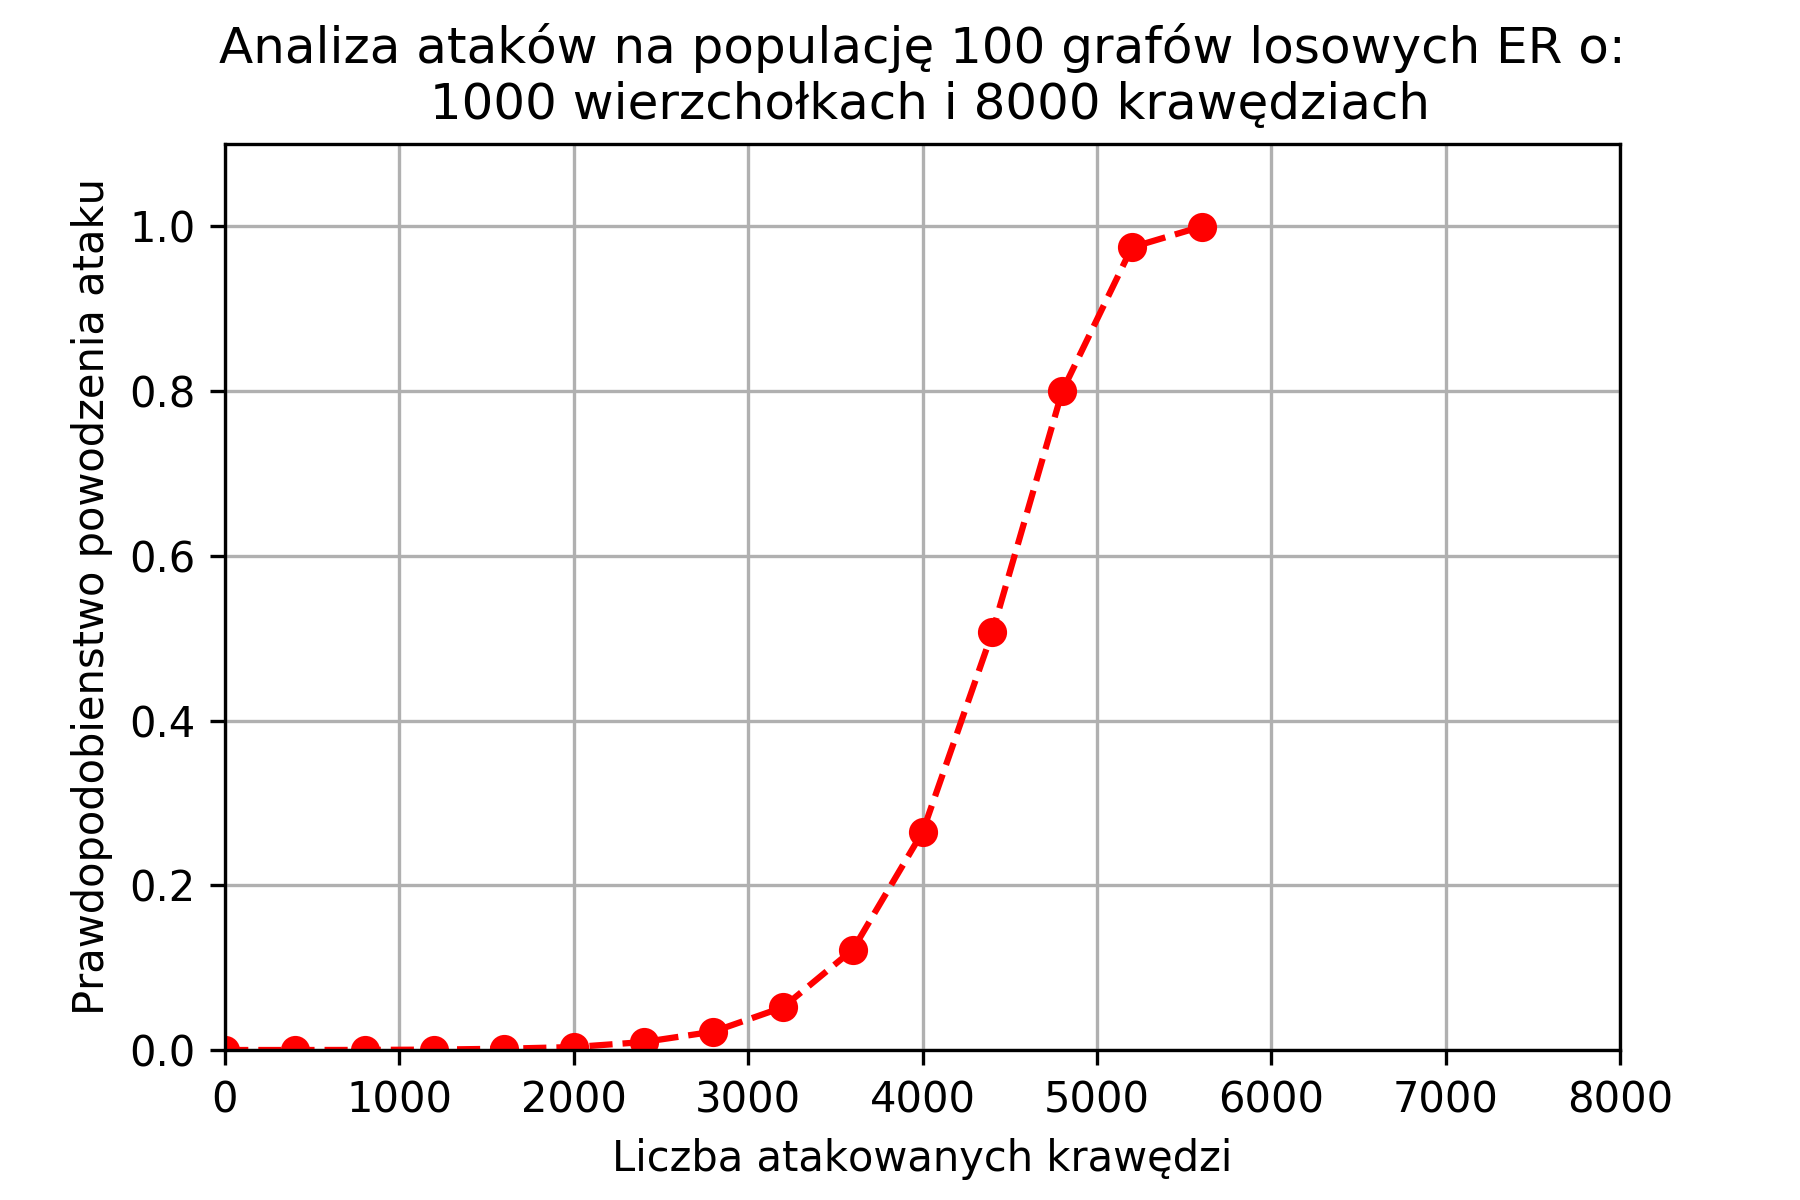 Analiza ataków na populację 100 grafów losowych ER o:
1000 wierzchołkach i 8000 krawędziach
Prawdopodobienstwo powodzenia ataku
1.0
0.8
0.6
0.4
0.2
0.0
0 1000 2000 3000 4000 5000 6000 7000 8000
Liczba atakowanych krawędzi